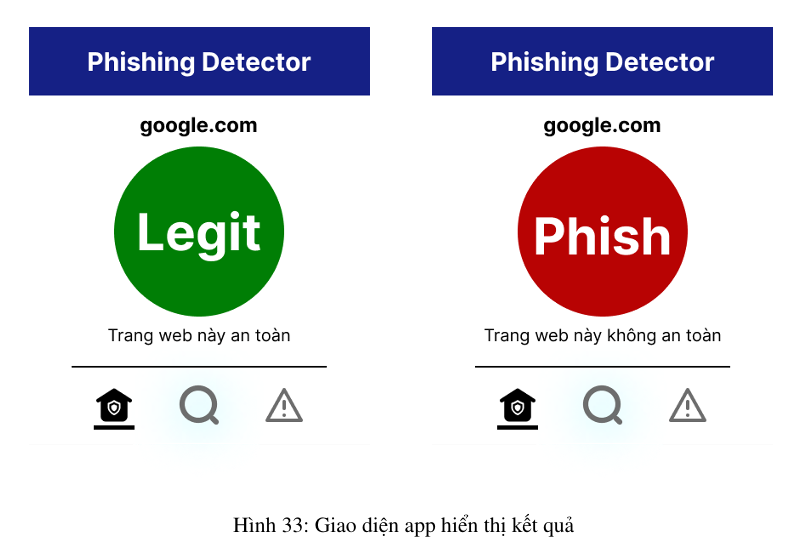 Phishing Detector
google.com
Legit
Trang web này an toàn
Phishing Detector
google.com
Phish
Trang web này không an toàn
Hình 33: Giao diện app hiển thị kết quả